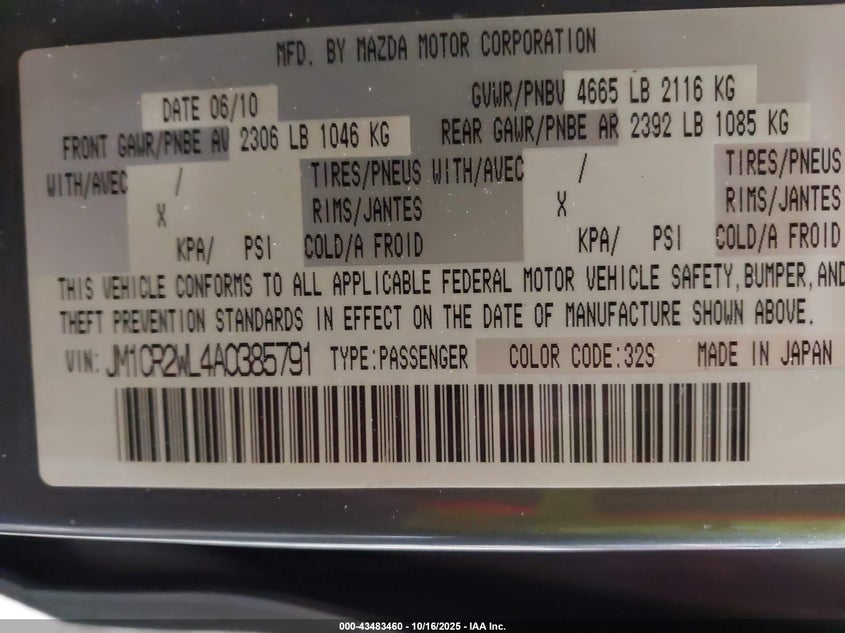 MFD. BY MAZDA MOTOR CORPORATION
DATE 06/10 GVWR/PNBV 4665 LB 2116 KG
FRONT GAWR/PNBE AV 2306 LB 1046 KG REAR GAWR/PNBE AR 2392 LB 1085 KG
WITH/AVEC / TIRES/PNEUS WITH/AVEC / TIRES/PNEUS
X RIMS/JANTES X RIMS/JANTES
KPA/ PSI COLD/A FROID KPA/ PSI COLD/A FROID
THIS VEHICLE CONFORMS TO ALL APPLICABLE FEDERAL MOTOR VEHICLE SAFETY, BUMPER, AND
THEFT PREVENTION STANDARDS IN EFFECT ON THE DATE OF MANUFACTURE SHOWN ABOVE.
VIN: JM1CR2WL4A0385791 TYPE:PASSENGER COLOR CODE:32S MADE IN JAPAN
000-43483460 - 10/16/2025 - IAA Inc.